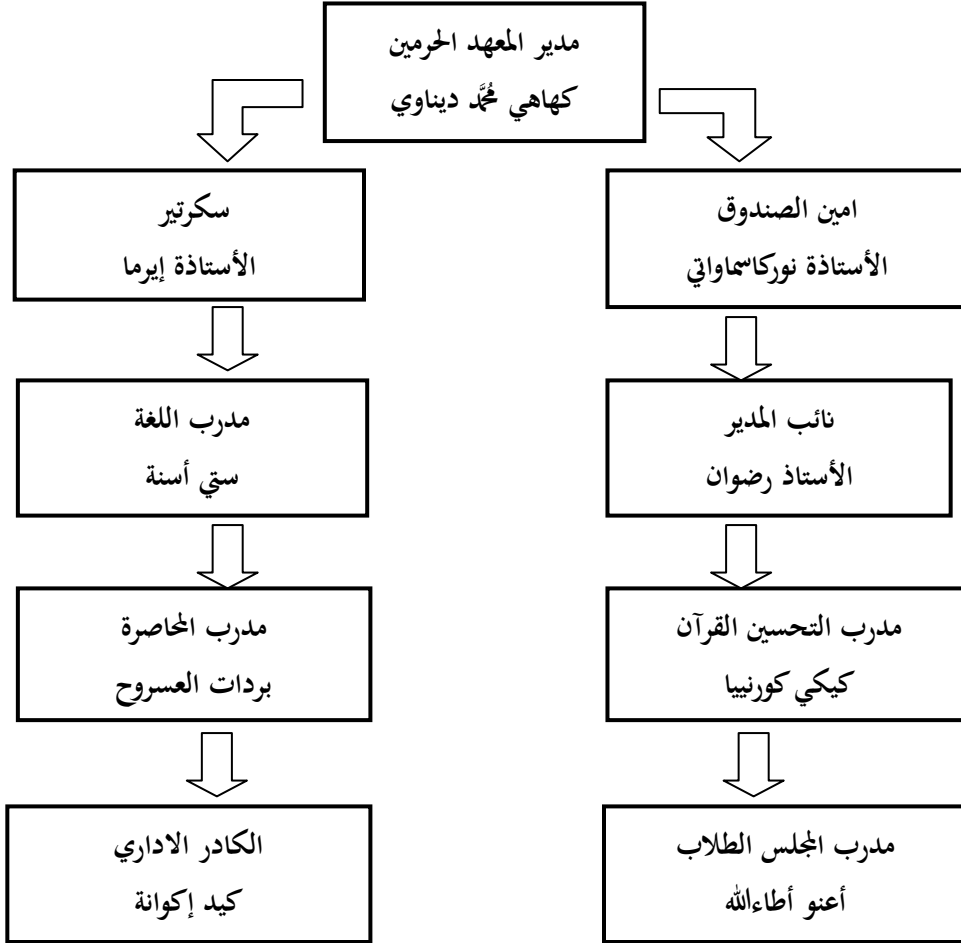 مدير المعهد الحرمين
كهاهي مُحَّد ديناوي
امين الصندوق
الأستاذة نوركاسماواتي
سكرتير
الأستاذة إيرما
نائب المدير
الأستاذ رضوان
مدرب اللغة
ستي أسنة
مدرب التحسين القرآن
كيكي كورنييا
مدرب المحاصرة
بردات العسروح
مدرب المجلس الطلاب
أعنو أطاءالله
الكادر الاداري
كيد إكوانة